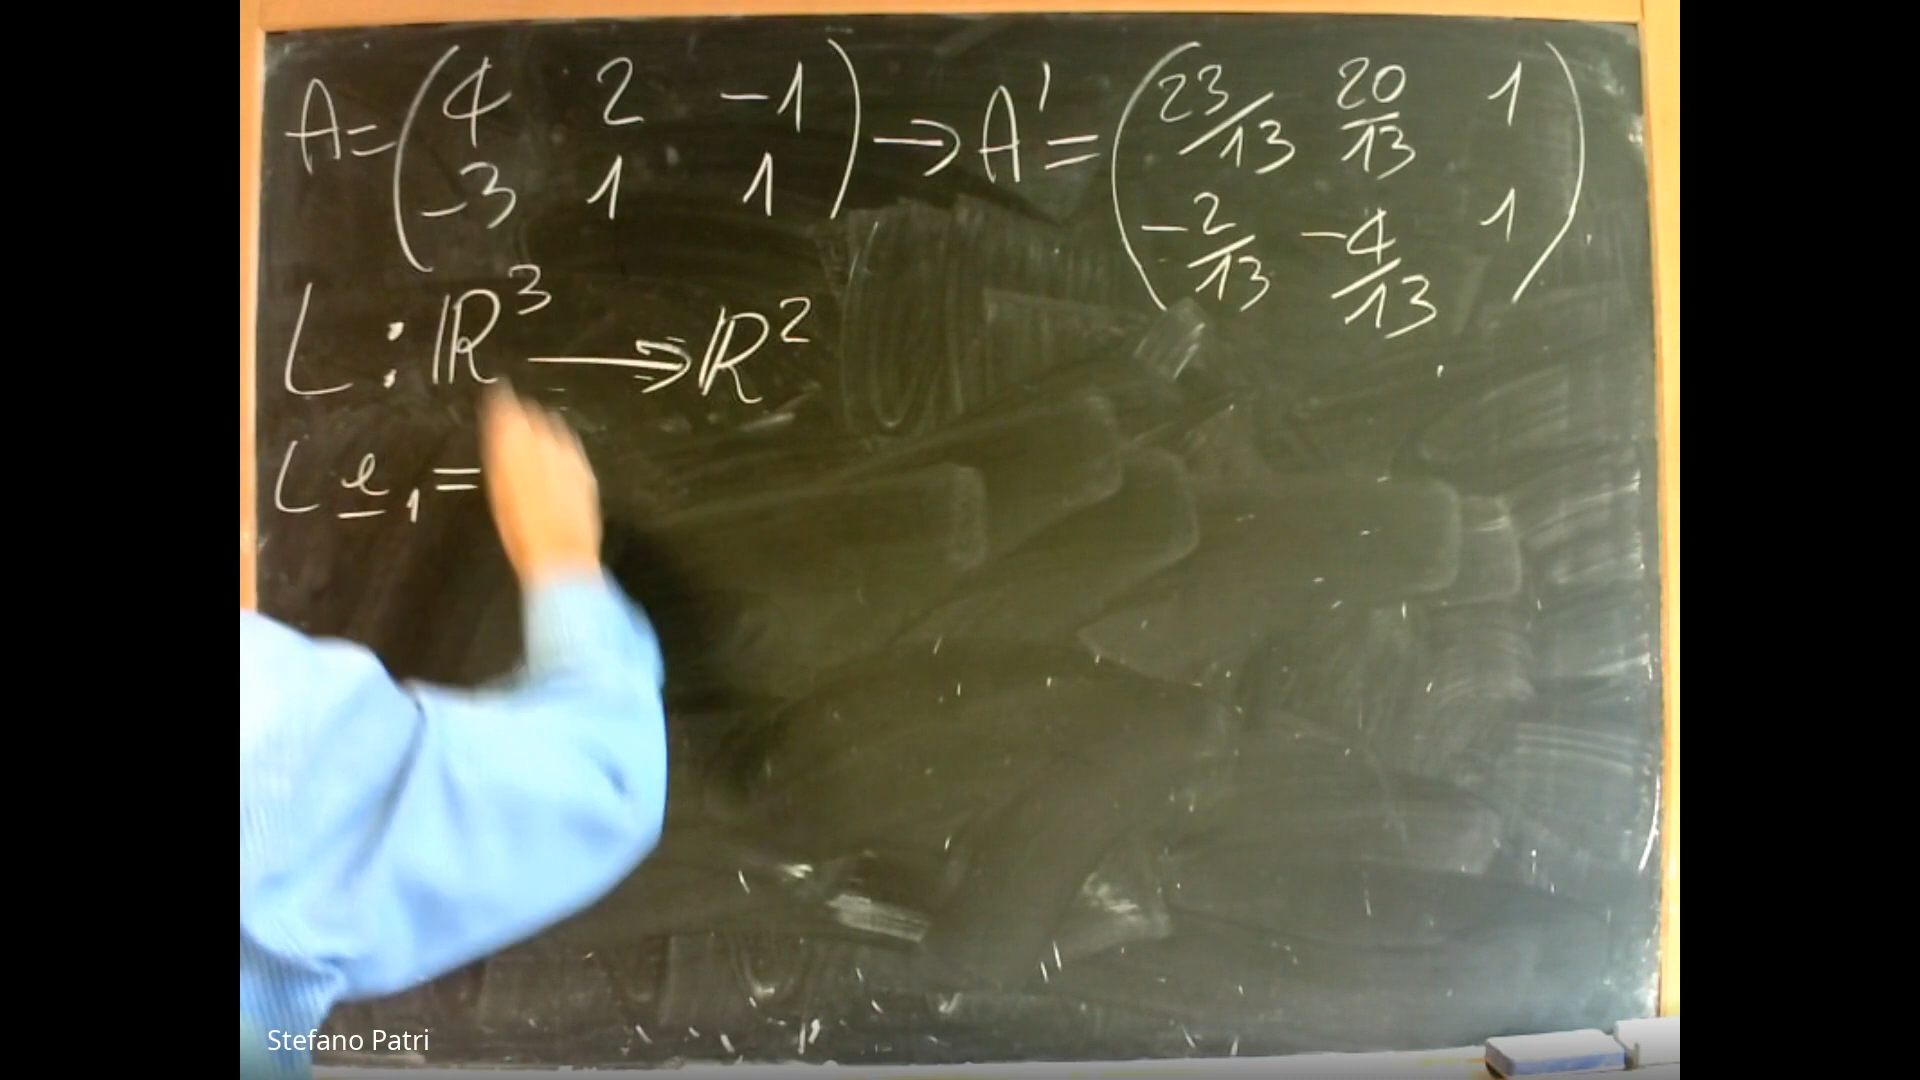 A = ( 4 2 -1 ) → A' = ( 23/13 20/13 1 )
( -3 1 1 ) ( -2/13 -4/13 1 ).
L : ℝ³ → ℝ²
L e̲₁ =
Stefano Patri